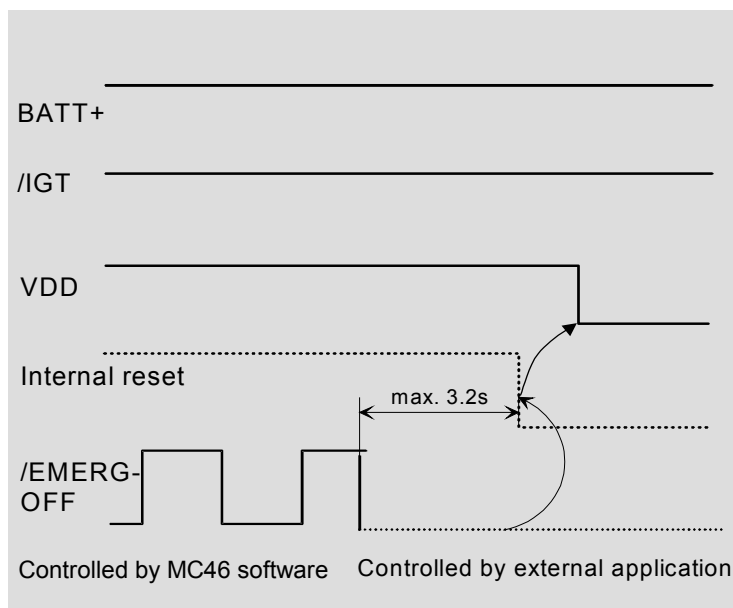 BATT+
/IGT
VDD
Internal reset
max. 3.2s
/EMERG-
OFF
Controlled by MC46 software
Controlled by external application